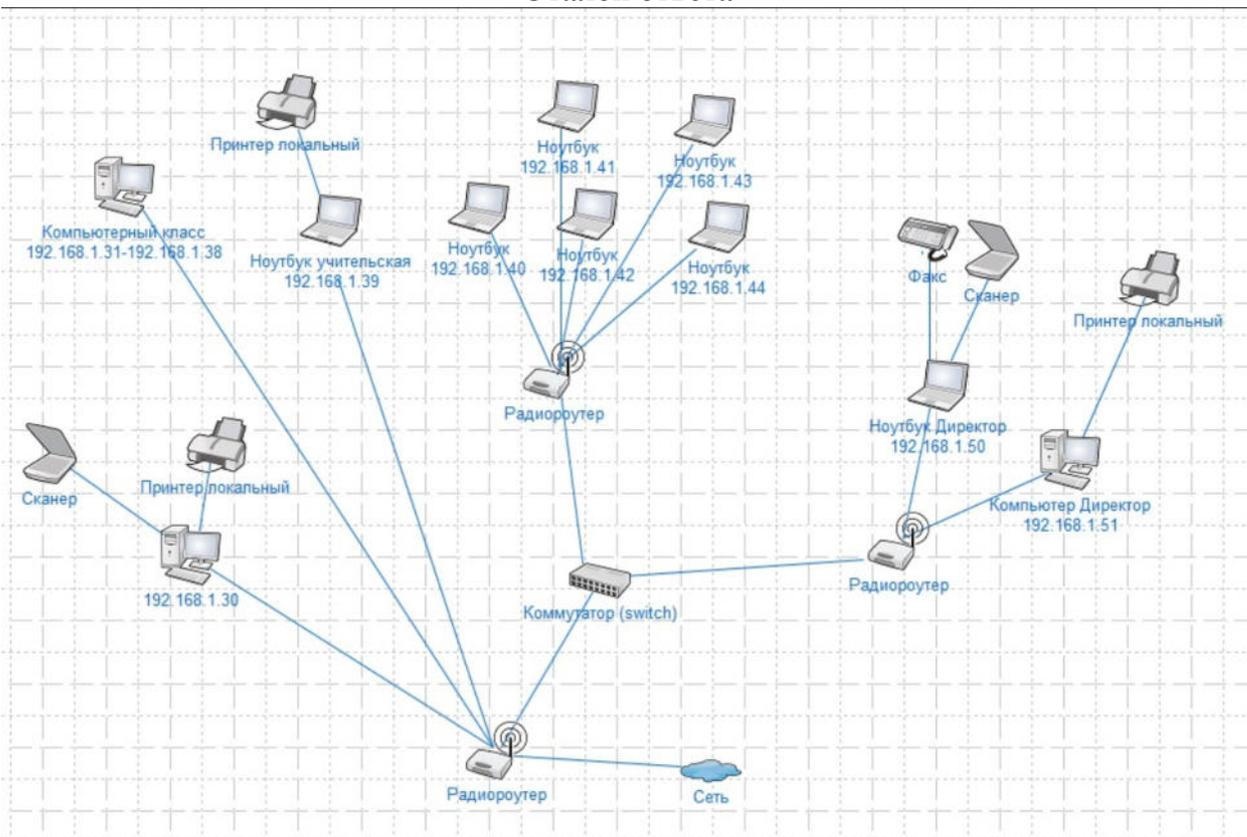 Принтер локальный
Ноутбук
192.168.1.41
Ноутбук
192.168.1.43
Компьютерный класс
192.168.1.31-192.168.1.38
Ноутбук учительская
192.168.1.39
Ноутбук
192.168.1.40
Ноутбук
192.168.1.42
Ноутбук
192.168.1.44
Факс
Сканер
Принтер локальный
Радиороутер
Ноутбук Директор
192.168.1.50
Сканер
Принтер локальный
Компьютер Директор
192.168.1.51
192.168.1.30
Коммутатор (switch)
Радиороутер
Радиороутер
Сеть